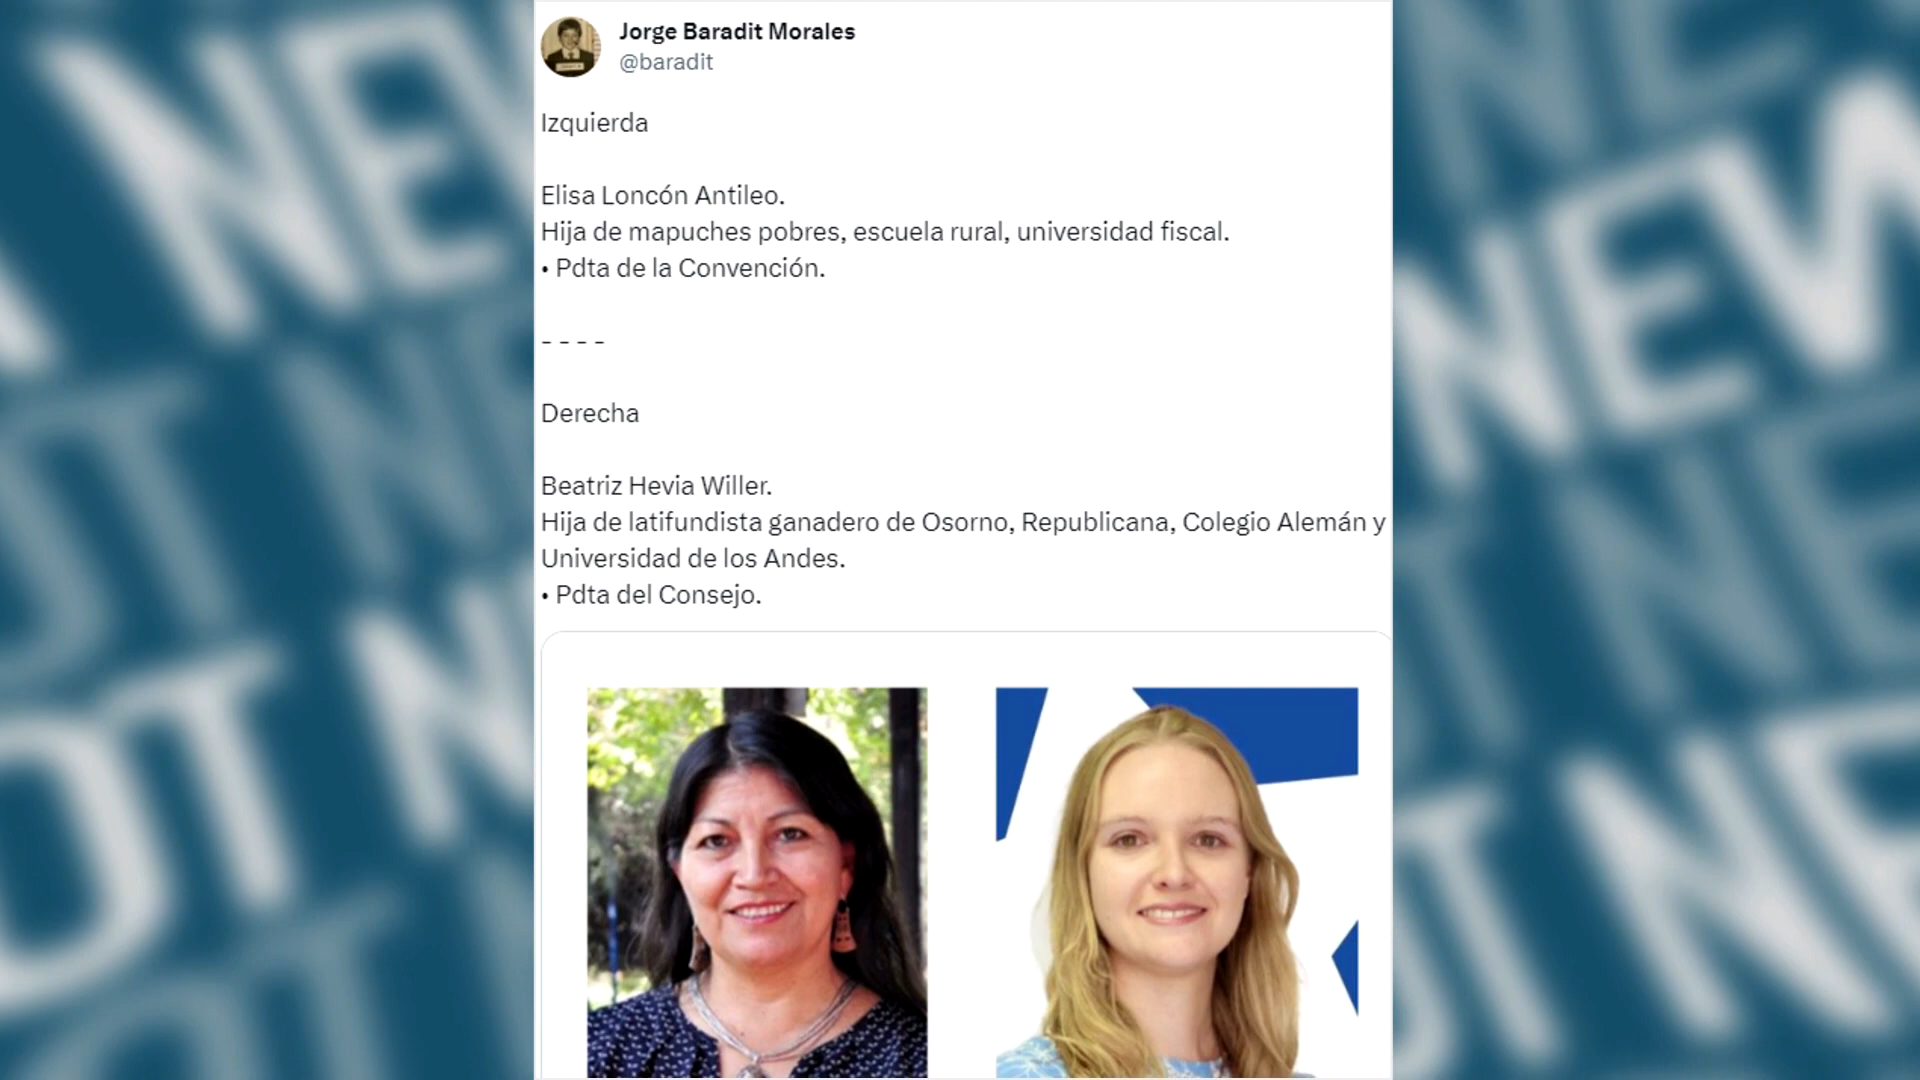 Jorge Baradit Morales
@baradit
Izquierda
Elisa Loncón Antileo.
Hija de mapuches pobres, escuela rural, universidad fiscal.
• Pdta de la Convención.
- - - -
Derecha
Beatriz Hevia Willer.
Hija de latifundista ganadero de Osorno, Republicana, Colegio Alemán y
Universidad de los Andes.
• Pdta del Consejo.